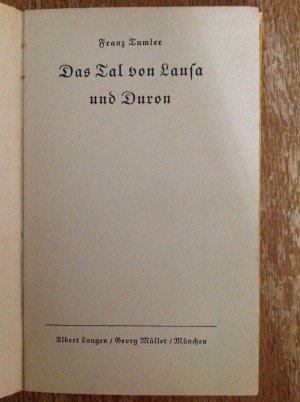 Franz Tumler
Das Tal von Lausa
und Duron
Albert Langen / Georg Müller / München